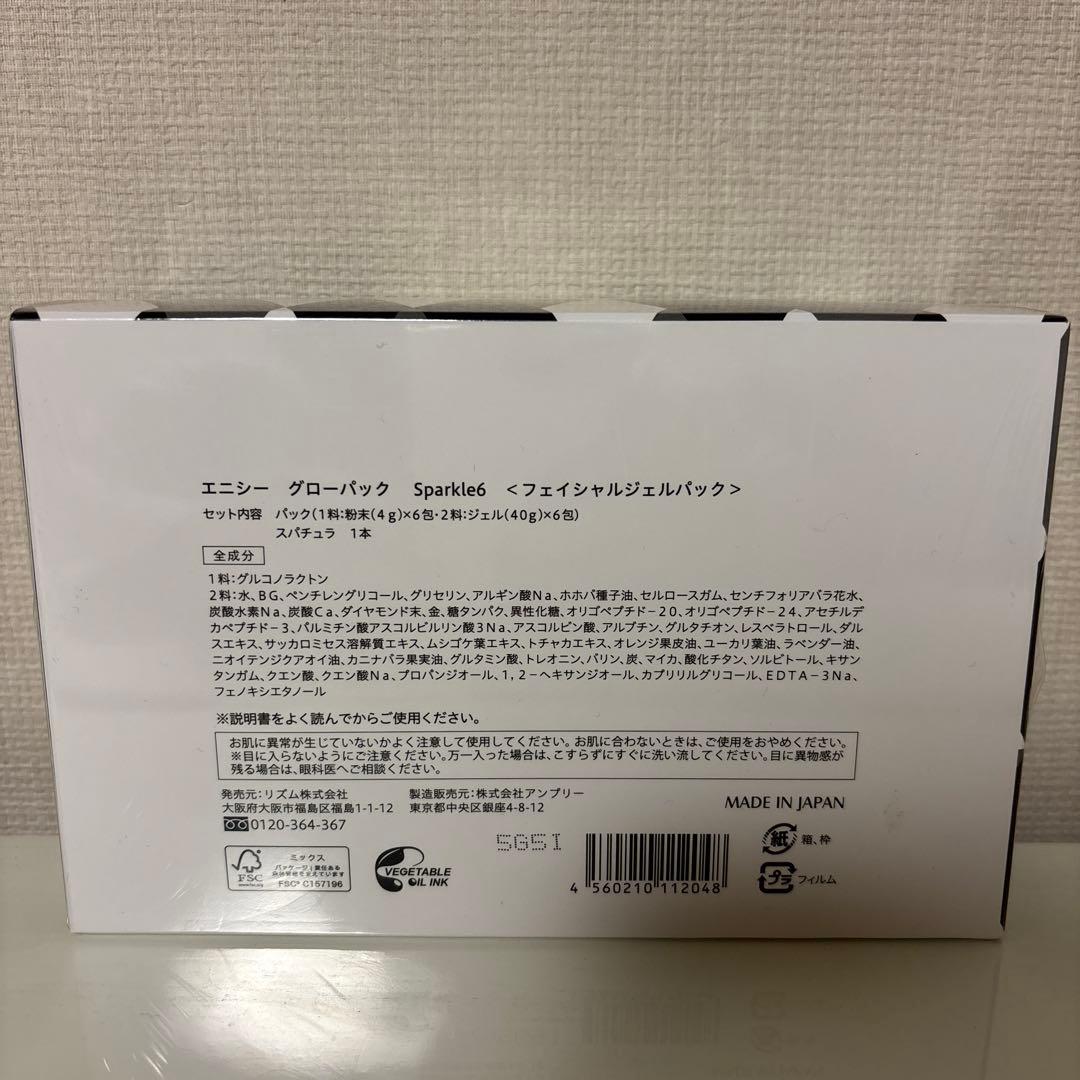 エニシー グローパック Sparkle6 <フェイシャルジェルパック>
セット内容 パック(1料:粉末(4g)×6包・2料:ジェル(40g)×6包)
スパチュラ 1本
全成分
1料:グルコノラクトン
2料:水、BG、ペンチレングリコール、グリセリン、アルギン酸Na、ホホバ種子油、セルロースガム、センチフォリアバラ花水、
炭酸水素Na、炭酸Ca、ダイヤモンド末、金、糖タンパク、異性化糖、オリゴペプチド-20、オリゴペプチド-24、アセチルデ
カペプチド-3、パルミチン酸アスコルビルリン酸3Na、アスコルビン酸、アルブチン、グルタチオン、レスベラトロール、ダル
スエキス、サッカロミセス溶解質エキス、ムシゴケ葉エキス、トチャカエキス、オレンジ果皮油、ユーカリ葉油、ラベンダー油、
ニオイテンジクアオイ油、カニナバラ果実油、グルタミン酸、トレオニン、バリン、炭、マイカ、酸化チタン、ソルビトール、キサン
タンガム、クエン酸、クエン酸Na、プロパンジオール、1,2-ヘキサンジオール、カプリリルグリコール、EDTA-3Na、
フェノキシエタノール
※説明書をよく読んでからご使用ください。
お肌に異常が生じていないかよく注意して使用してください。お肌に合わないときは、ご使用をおやめください。
※目に入らないようにご注意ください。万一入った場合は、こすらずにすぐに洗い流してください。目に異物感が
残る場合は、眼科医へご相談ください。
発売元:リズム株式会社 製造販売元:株式会社アンプリー
大阪府大阪市福島区福島1-1-12 東京都中央区銀座4-8-12
0120-364-367
MADE IN JAPAN
5G5I
紙 箱、枠
プラ フィルム
FSC
www.fsc.org
ミックス
パッケージ|責任ある
森林管理を支えています
FSC® C157196
VEGETABLE
OIL INK
4 560210 112048